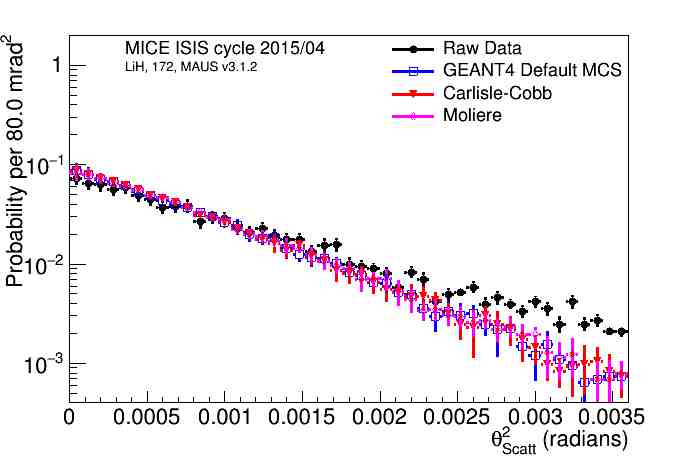 MICE ISIS cycle 2015/04
LiH, 172, MAUS v3.1.2
Raw Data
GEANT4 Default MCS
Carlisle-Cobb
Moliere
Probability per 80.0 mrad²
1
10⁻¹
10⁻²
10⁻³
0 0.0005 0.001 0.0015 0.002 0.0025 0.003 0.0035
θ²Scatt (radians)